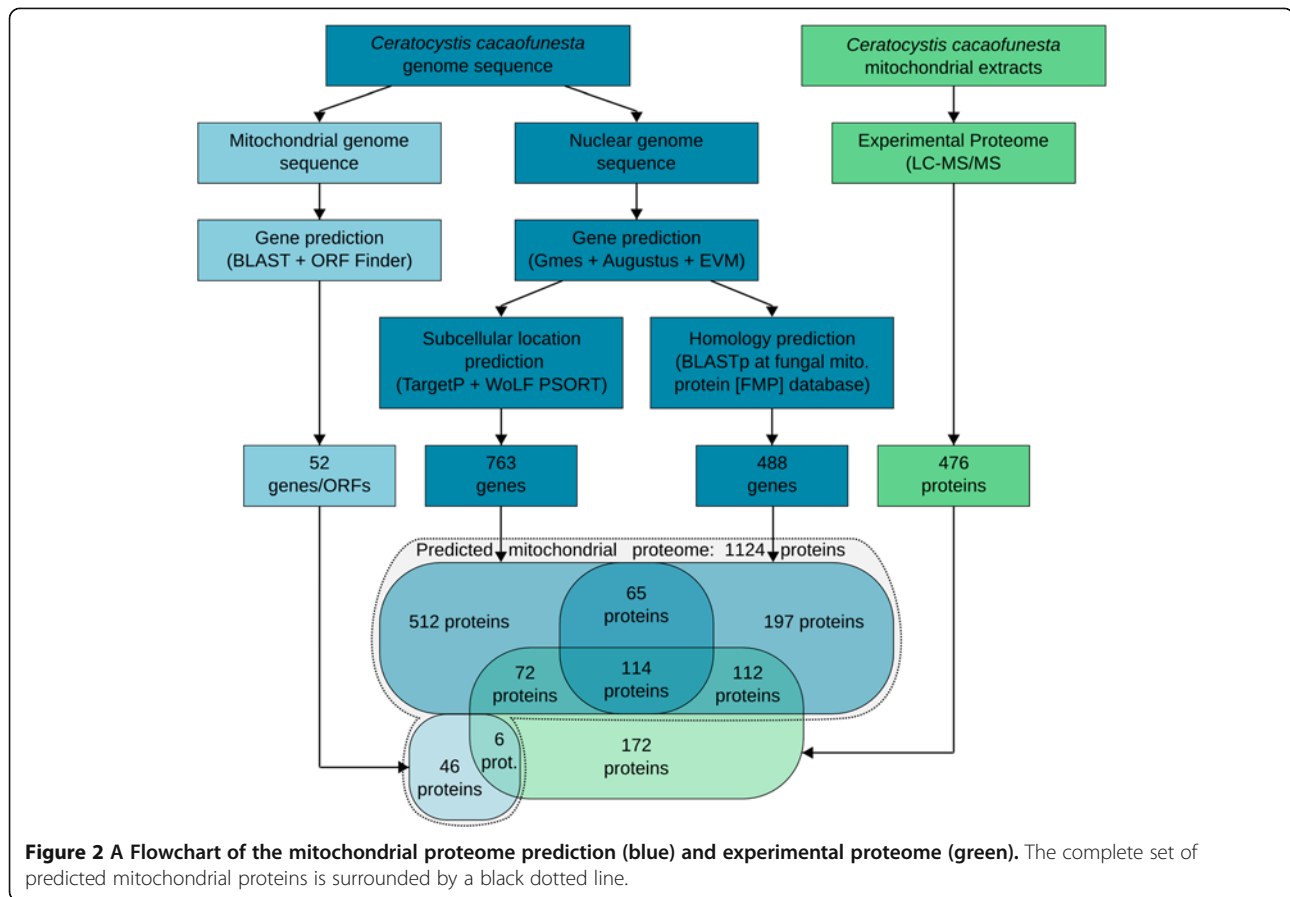 Ceratocystis cacaofunesta
genome sequence
Ceratocystis cacaofunesta
mitochondrial extracts
Mitochondrial genome
sequence
Nuclear genome
sequence
Experimental Proteome
(LC-MS/MS
Gene prediction
(BLAST + ORF Finder)
Gene prediction
(Gmes + Augustus + EVM)
Subcellular location
prediction
(TargetP + WoLF PSORT)
Homology prediction
(BLASTp at fungal mito.
protein [FMP] database)
52
genes/ORFs
763
genes
488
genes
476
proteins
Predicted mitochondrial proteome: 1124 proteins
512 proteins
65
proteins
197 proteins
72
proteins
114
proteins
112
proteins
46
proteins
6
prot.
172
proteins
Figure 2 A Flowchart of the mitochondrial proteome prediction (blue) and experimental proteome (green). The complete set of
predicted mitochondrial proteins is surrounded by a black dotted line.